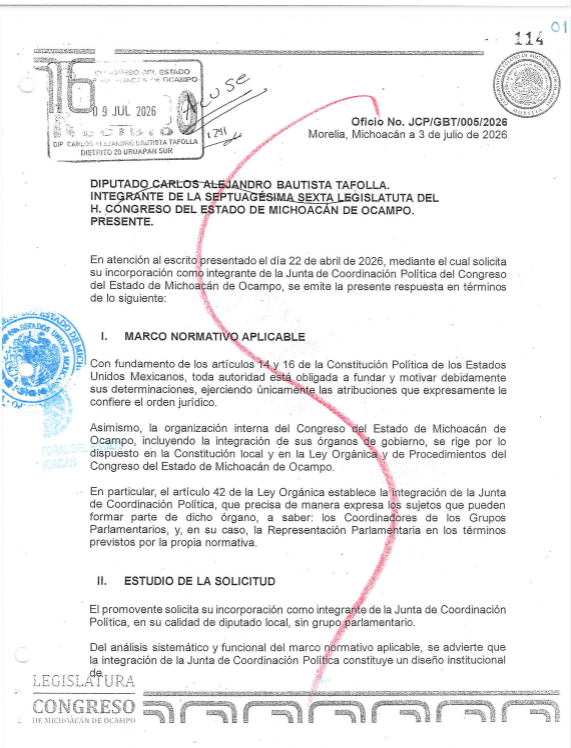 01
114
CONGRESO DEL ESTADO
DE MICHOACÁN DE OCAMPO
09 JUL 2026
DIP CARLOS ALEJANDRO BAUTISTA TAFOLLA
DISTRITO 20 URUAPAN SUR
Acuse
Oficio No. JCP/GBT/005/2026
Morelia, Michoacán a 3 de julio de 2026
DIPUTADO CARLOS ALEJANDRO BAUTISTA TAFOLLA.
INTEGRANTE DE LA SEPTUAGÉSIMA SEXTA LEGISLATUTA DEL
H. CONGRESO DEL ESTADO DE MICHOACÁN DE OCAMPO.
PRESENTE.
En atención al escrito presentado el día 22 de abril de 2026, mediante el cual solicita
su incorporación como integrante de la Junta de Coordinación Política del Congreso
del Estado de Michoacán de Ocampo, se emite la presente respuesta en términos
de lo siguiente:
I. MARCO NORMATIVO APLICABLE
Con fundamento de los artículos 14 y 16 de la Constitución Política de los Estados
Unidos Mexicanos, toda autoridad está obligada a fundar y motivar debidamente
sus determinaciones, ejerciendo únicamente las atribuciones que expresamente le
confiere el orden jurídico.
Asimismo, la organización interna del Congreso del Estado de Michoacán de
Ocampo, incluyendo la integración de sus órganos de gobierno, se rige por lo
dispuesto en la Constitución local y en la Ley Orgánica y de Procedimientos del
Congreso del Estado de Michoacán de Ocampo.
En particular, el artículo 42 de la Ley Orgánica establece la integración de la Junta
de Coordinación Política, que precisa de manera expresa los sujetos que pueden
formar parte de dicho órgano, a saber: los Coordinadores de los Grupos
Parlamentarios, y, en su caso, la Representación Parlamentaria en los términos
previstos por la propia normativa.
II. ESTUDIO DE LA SOLICITUD
El promovente solicita su incorporación como integrante de la Junta de Coordinación
Política, en su calidad de diputado local, sin grupo parlamentario.
Del análisis sistemático y funcional del marco normativo aplicable, se advierte que
la integración de la Junta de Coordinación Política constituye un diseño institucional
de
LEGISLATURA
CONGRESO
DE MICHOACÁN DE OCAMPO